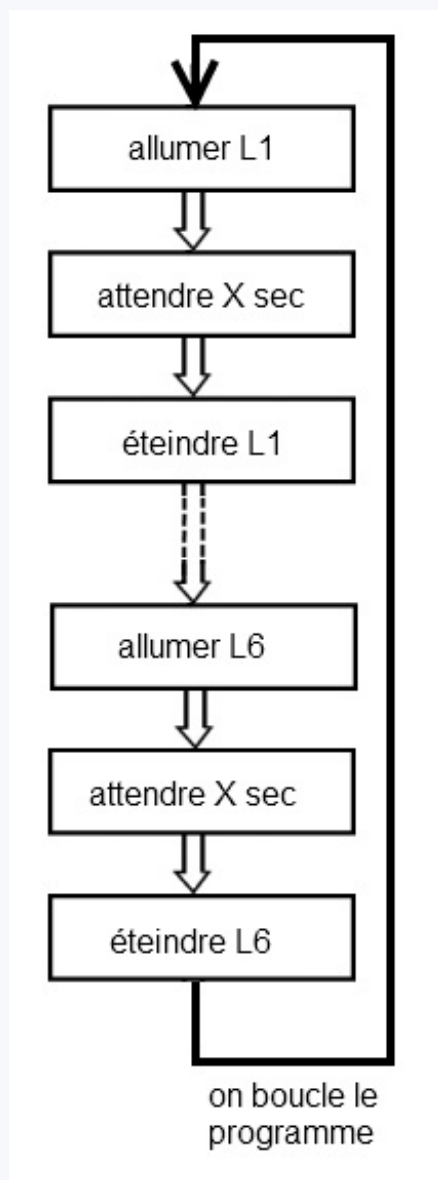 allumer L1
attendre X sec
éteindre L1
allumer L6
attendre X sec
éteindre L6
on boucle le
programme